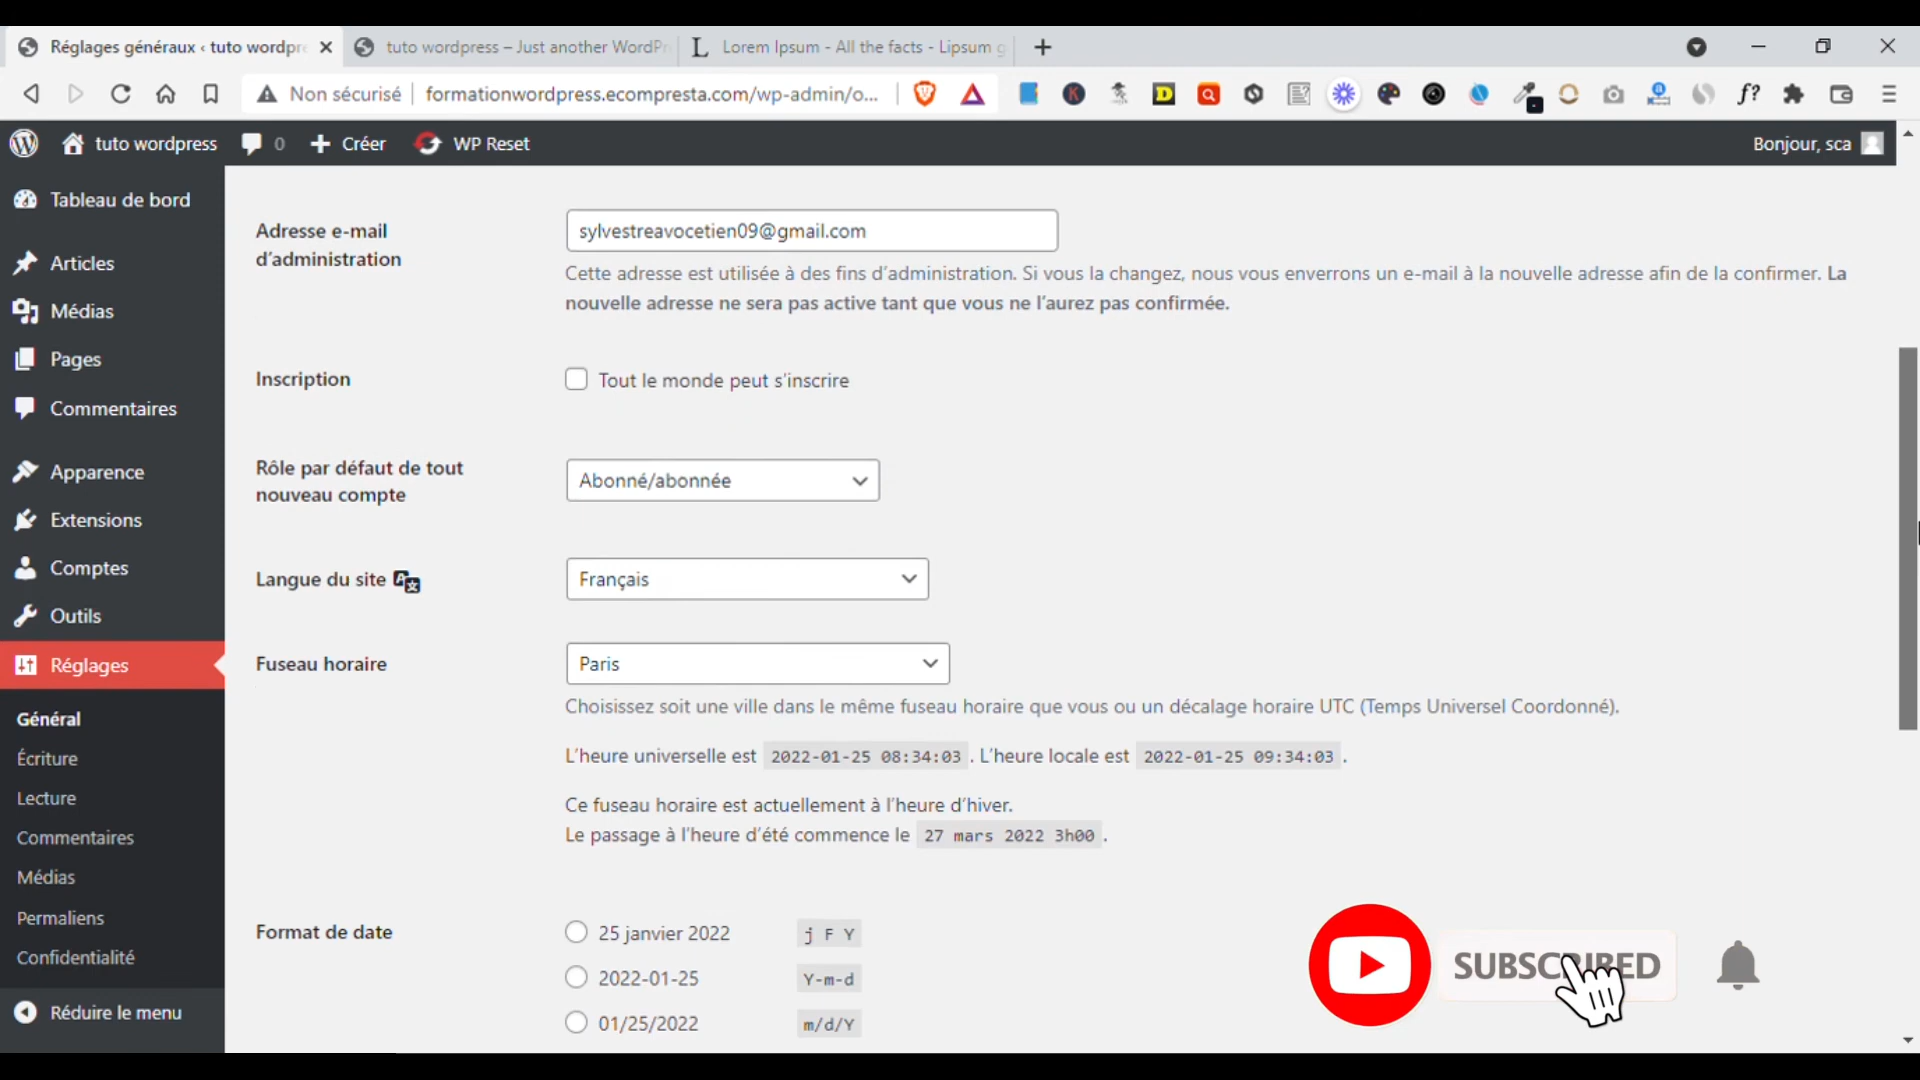 Réglages généraux ‹ tuto wordpr
tuto wordpress – Just another WordPr
Lorem Ipsum - All the facts - Lipsum g
Non sécurisé
formationwordpress.ecompresta.com/wp-admin/o...
tuto wordpress
0
Créer
WP Reset
Bonjour, sca
Tableau de bord
Articles
Médias
Pages
Commentaires
Apparence
Extensions
Comptes
Outils
Réglages
Général
Écriture
Lecture
Commentaires
Médias
Permaliens
Confidentialité
Réduire le menu
Adresse e-mail
d’administration
sylvestreavocetien09@gmail.com
Cette adresse est utilisée à des fins d’administration. Si vous la changez, nous vous enverrons un e-mail à la nouvelle adresse afin de la confirmer. La
nouvelle adresse ne sera pas active tant que vous ne l’aurez pas confirmée.
Inscription
Tout le monde peut s’inscrire
Rôle par défaut de tout
nouveau compte
Abonné/abonnée
Langue du site
Français
Fuseau horaire
Paris
Choisissez soit une ville dans le même fuseau horaire que vous ou un décalage horaire UTC (Temps Universel Coordonné).
L’heure universelle est 2022-01-25 08:34:03 . L’heure locale est 2022-01-25 09:34:03 .
Ce fuseau horaire est actuellement à l’heure d’hiver.
Le passage à l’heure d’été commence le 27 mars 2022 3h00 .
Format de date
25 janvier 2022 j F Y
2022-01-25 Y-m-d
01/25/2022 m/d/Y
SUBSCRIBED